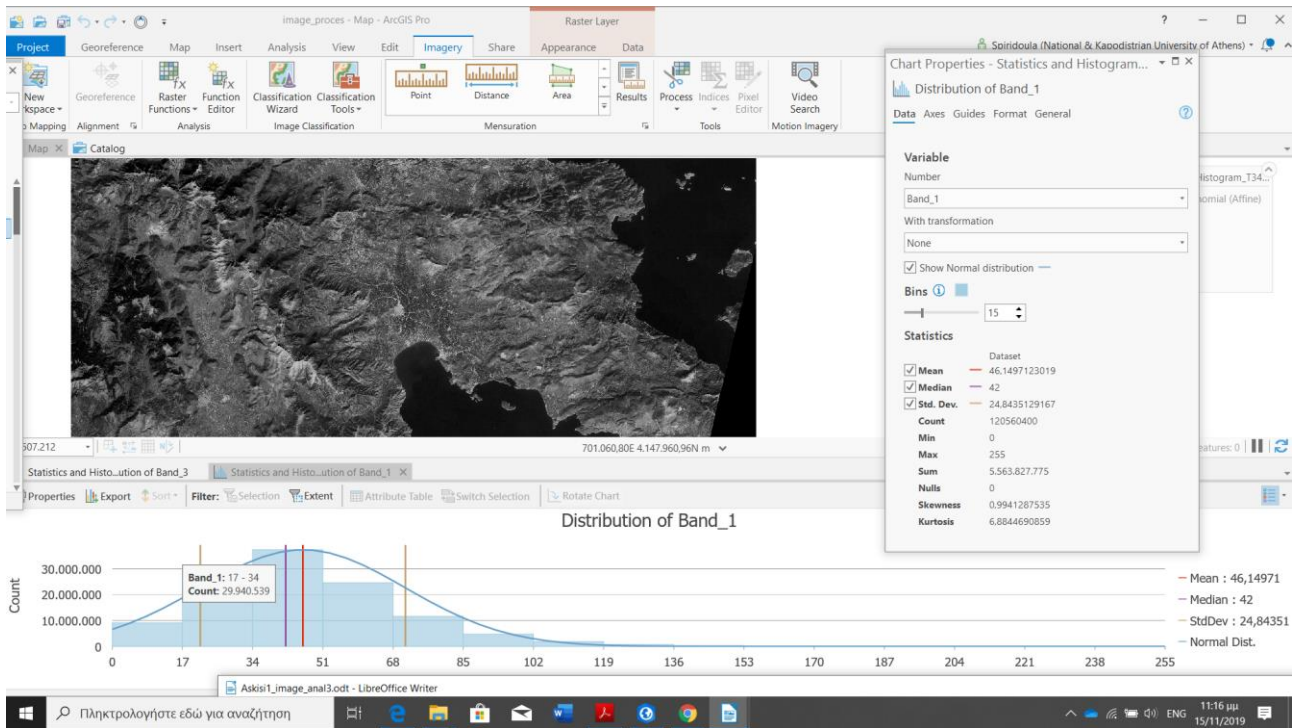 image_proces - Map - ArcGIS Pro
Raster Layer
?
Project Georeference Map Insert Analysis View Edit Imagery Share Appearance Data
Spiridoula (National & Kapodistrian University of Athens)
New
kspace
Georeference
Raster
Functions
Function
Editor
Classification
Wizard
Classification
Tools
Point
Distance
Area
Results
Process
Indices
Pixel
Editor
Video
Search
Mapping Alignment Analysis Image Classification Mensuration Tools Motion Imagery
Map
Catalog
Chart Properties - Statistics and Histogram...
Distribution of Band_1
Data Axes Guides Format General
Variable
Number
Band_1
With transformation
None
Show Normal distribution
Bins
15
Statistics
Dataset
Mean 46,1497123019
Median 42
Std. Dev. 24,8435129167
Count 120560400
Min 0
Max 255
Sum 5.563.827.775
Nulls 0
Skewness 0,9941287535
Kurtosis 6,8844690859
Histogram_T34...
nomial (Affine)
507.212
701.060,80E 4.147.960,96N m
eatures: 0
Statistics and Histo...ution of Band_3
Statistics and Histo...ution of Band_1
Properties Export Sort Filter: Selection Extent Attribute Table Switch Selection Rotate Chart
Distribution of Band_1
Count
30.000.000
20.000.000
10.000.000
0
Band_1: 17 - 34
Count: 29.940.539
0 17 34 51 68 85 102 119 136 153 170 187 204 221 238 255
Mean : 46,14971
Median : 42
StdDev : 24,84351
Normal Dist.
Askisi1_image_anal3.odt - LibreOffice Writer
Πληκτρολογήστε εδώ για αναζήτηση
ENG
11:16 μμ
15/11/2019